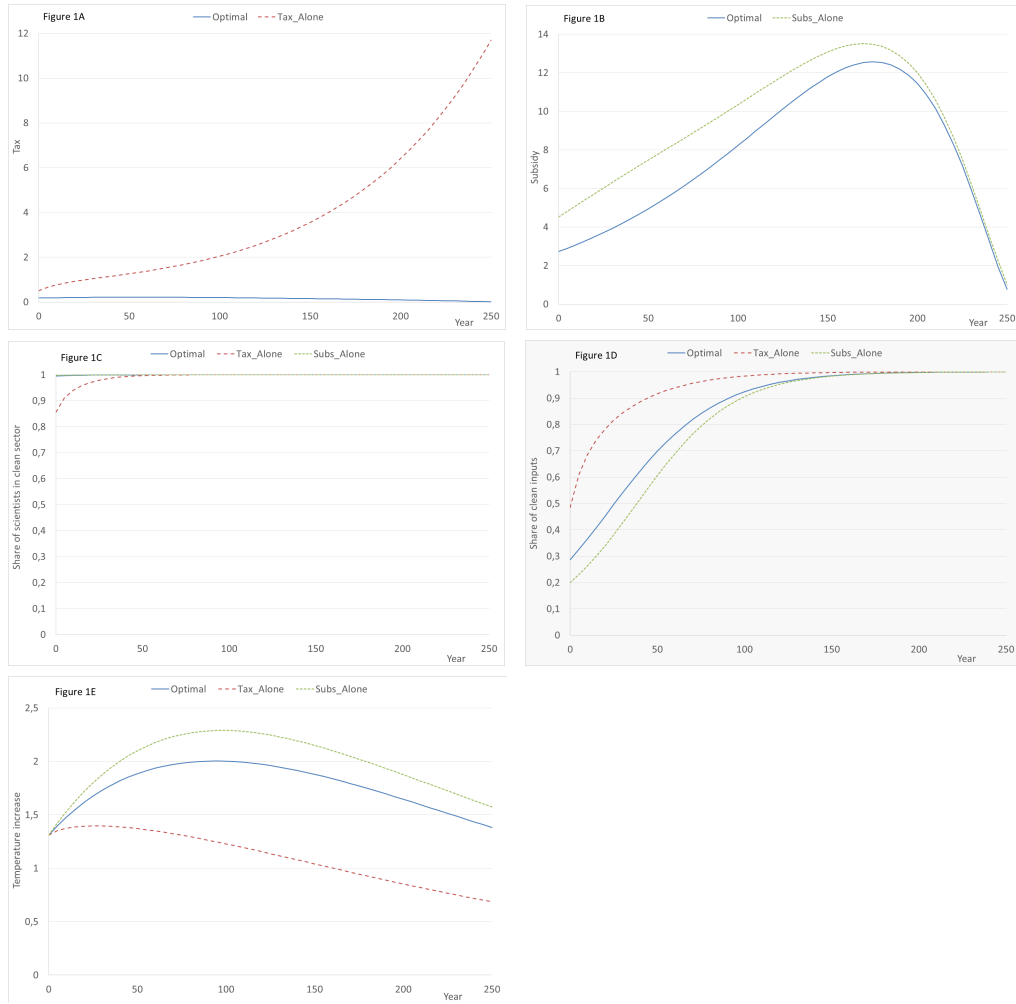 Figure 1A
Optimal Tax_Alone
12
10
8
6
4
2
0
Tax
0 50 100 150 200 250
Year
Figure 1B
Optimal Subs_Alone
14
12
10
8
6
4
2
0
Subsidy
0 50 100 150 200 250
Year
Figure 1C
Optimal Tax_Alone Subs_Alone
1
0,9
0,8
0,7
0,6
0,5
0,4
0,3
0,2
0,1
0
Share of scientists in clean sector
0 50 100 150 200 250
Year
Figure 1D
Optimal Tax_Alone Subs_Alone
1
0,9
0,8
0,7
0,6
0,5
0,4
0,3
0,2
0,1
0
Share of clean inputs
0 50 100 150 200 250
Year
Figure 1E
Optimal Tax_Alone Subs_Alone
2,5
2
1,5
1
0,5
0
Temperature increase
0 50 100 150 200 250
Year